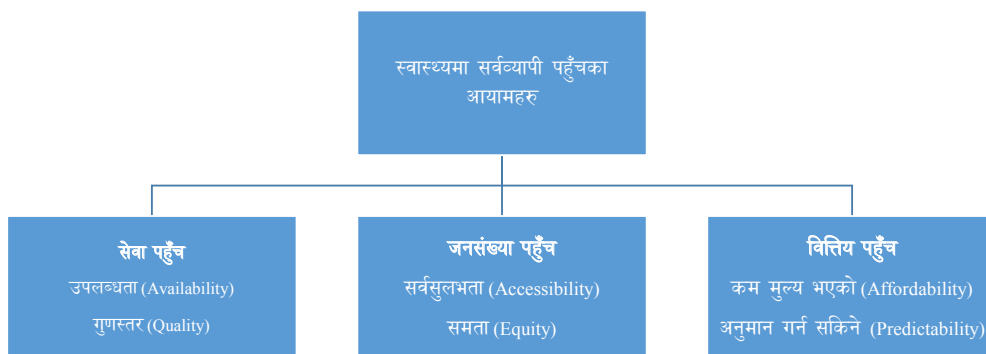 स्वास्थ्यमा सर्वव्यापी पहुँचका
आयामहरु
सेवा पहुँच
उपलब्धता (Availability)
गुणस्तर (Quality)
जनसंख्या पहुँच
सर्वसुलभता (Accessibility)
समता (Equity)
वित्तिय पहुँच
कम मुल्य भएको (Affordability)
अनुमान गर्न सकिने (Predictability)